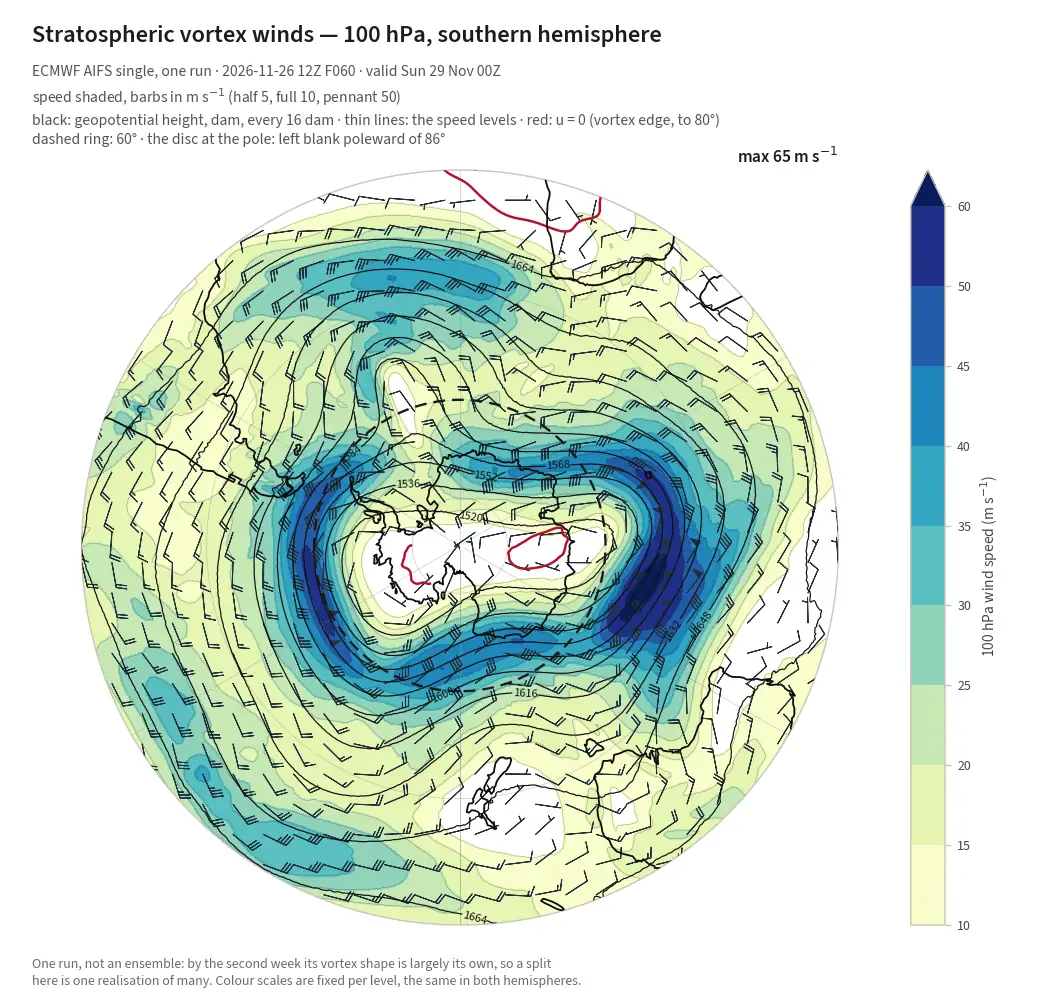 Stratospheric vortex winds — 100 hPa, southern hemisphere
ECMWF AIFS single, one run · 2026-11-26 12Z F060 · valid Sun 29 Nov 00Z
speed shaded, barbs in m s⁻¹ (half 5, full 10, pennant 50)
black: geopotential height, dam, every 16 dam · thin lines: the speed levels · red: u = 0 (vortex edge, to 80°)
dashed ring: 60° · the disc at the pole: left blank poleward of 86°
max 65 m s⁻¹
60
50
45
40
35
30
25
20
15
10
100 hPa wind speed (m s⁻¹)
1664
1568
1552
1536
1520
1648
1632
1616
1600
1664
One run, not an ensemble: by the second week its vortex shape is largely its own, so a split
here is one realisation of many. Colour scales are fixed per level, the same in both hemispheres.